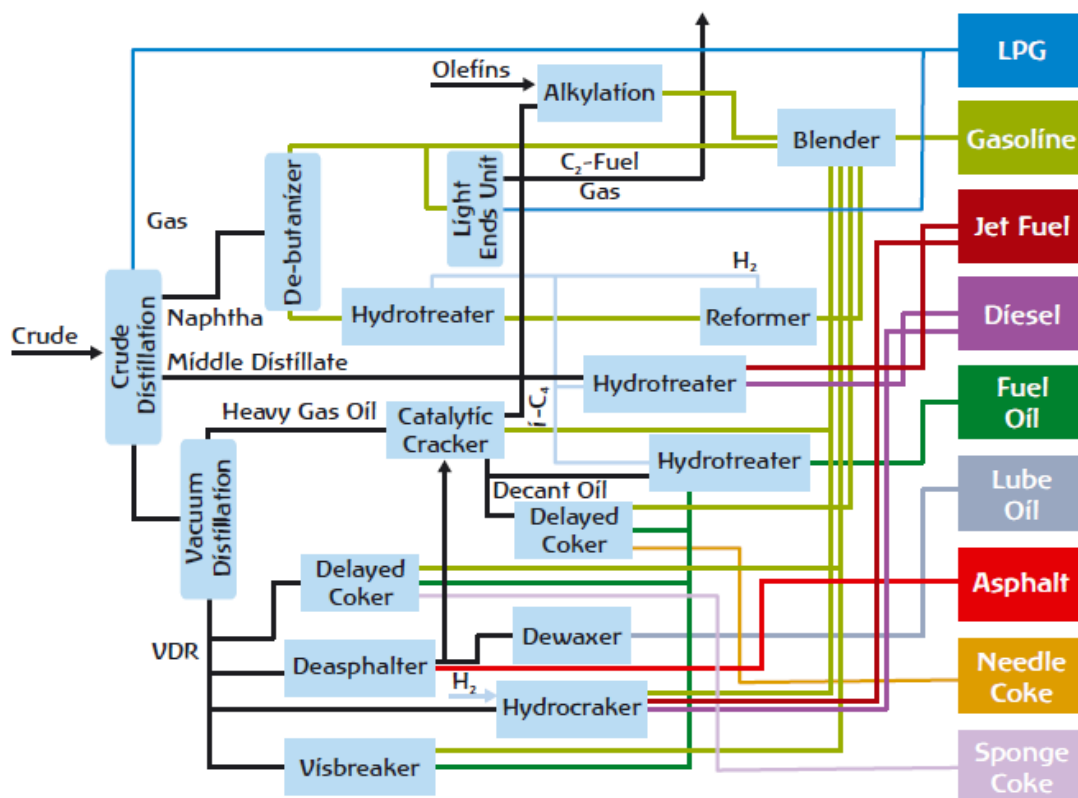 LPG
Olefins
Alkylation
Gasoline
Blender
C₂-Fuel
Gas
Light
Ends Unit
De-butanizer
Gas
Jet Fuel
H₂
Naphtha
Hydrotreater
Reformer
Diesel
Crude
Crude
Distillation
Middle Distillate
Hydrotreater
Fuel
Oil
Heavy Gas Oil
Catalytic
Cracker
i-C₄
Hydrotreater
Lube
Oil
Vacuum
Distillation
Decant Oil
Delayed
Coker
Delayed
Coker
Asphalt
VDR
Dewaxer
Deasphalter
Needle
Coke
H₂
Hydrocraker
Visbreaker
Sponge
Coke